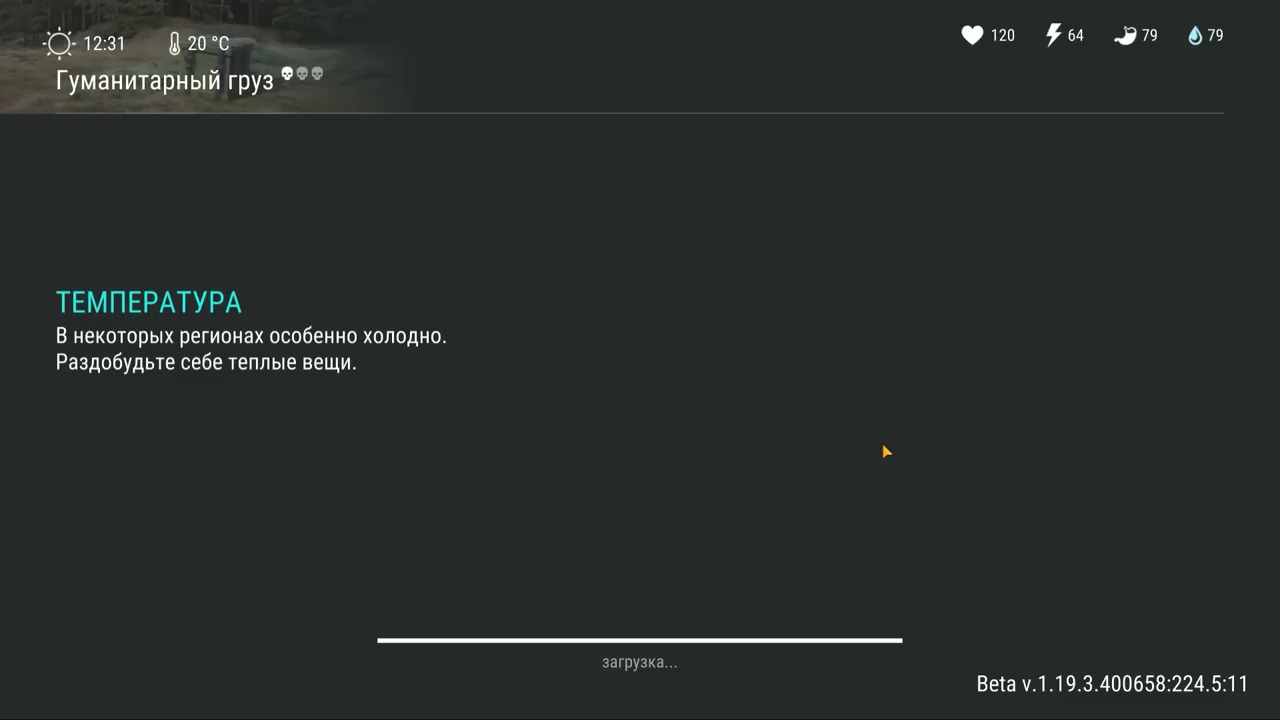 12:31 20 °C 120 64 79 79
Гуманитарный груз
ТЕМПЕРАТУРА
В некоторых регионах особенно холодно.
Раздобудьте себе теплые вещи.
загрузка...
Beta v.1.19.3.400658:224.5:11